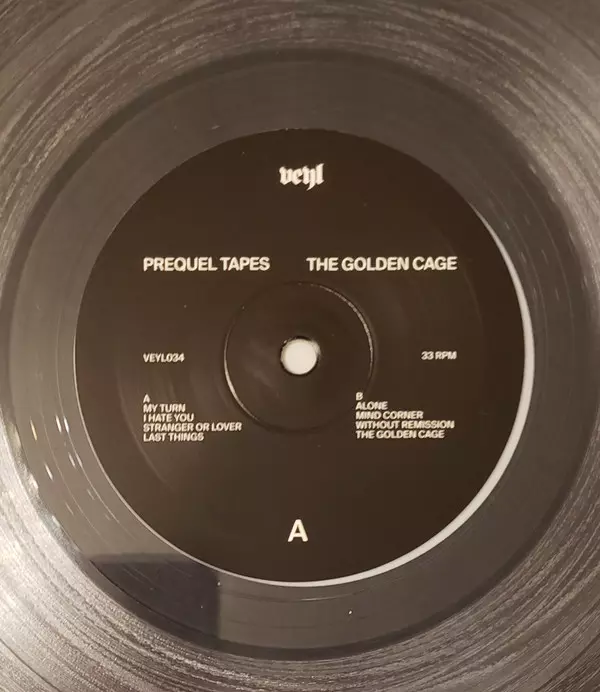 veyl
PREQUEL TAPES THE GOLDEN CAGE
VEYL034 33 RPM
A
MY TURN
I HATE YOU
STRANGER OR LOVER
LAST THINGS
B
ALONE
MIND CORNER
WITHOUT REMISSION
THE GOLDEN CAGE
A